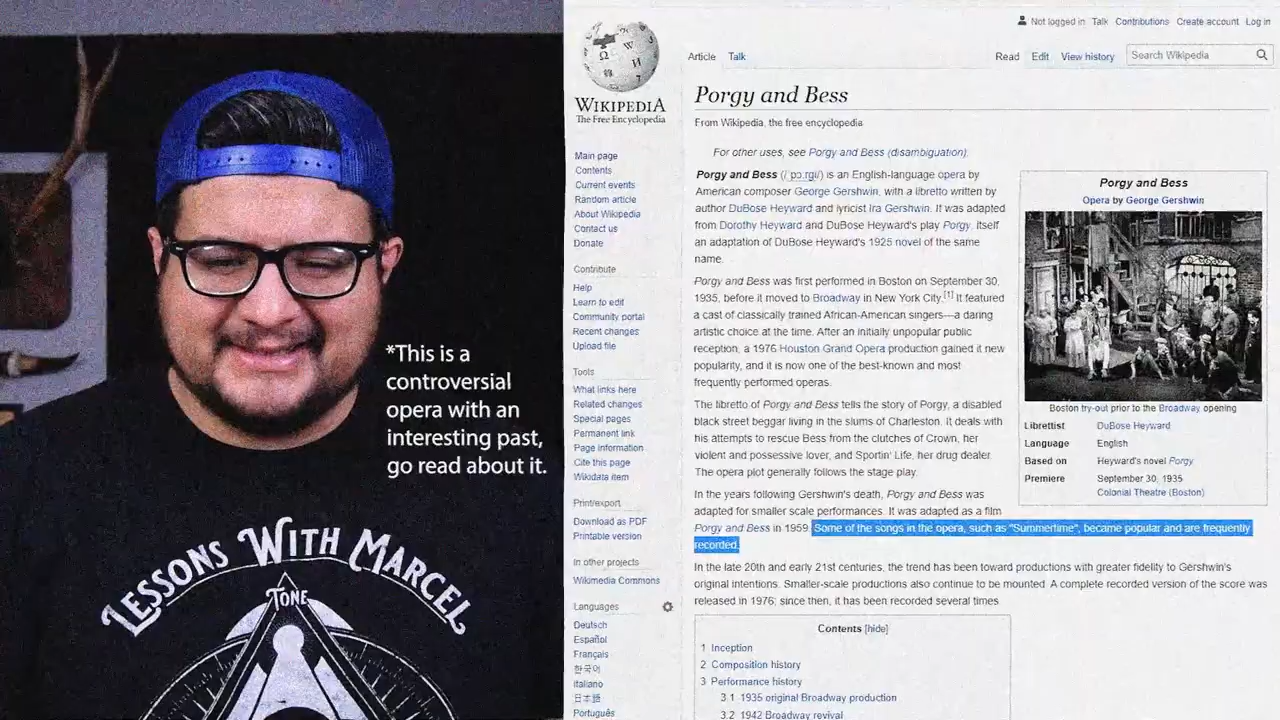 *This is a
controversial
opera with an
interesting past,
go read about it.
LESSONS WITH MARCEL
TONE
WIKIPEDIA
The Free Encyclopedia
Main page
Contents
Current events
Random article
About Wikipedia
Contact us
Donate
Contribute
Help
Learn to edit
Community portal
Recent changes
Upload file
Tools
What links here
Related changes
Special pages
Permanent link
Page information
Cite this page
Wikidata item
Print/export
Download as PDF
Printable version
In other projects
Wikimedia Commons
Languages
Deutsch
Español
Français
한국어
Italiano
日本語
Português
Not logged in Talk Contributions Create account Log in
Article Talk Read Edit View history Search Wikipedia
Porgy and Bess
From Wikipedia, the free encyclopedia
For other uses, see Porgy and Bess (disambiguation).
Porgy and Bess (/ˈpɔːrɡi/) is an English-language opera by
American composer George Gershwin, with a libretto written by
author DuBose Heyward and lyricist Ira Gershwin. It was adapted
from Dorothy Heyward and DuBose Heyward's play Porgy, itself
an adaptation of DuBose Heyward's 1925 novel of the same
name.
Porgy and Bess was first performed in Boston on September 30,
1935, before it moved to Broadway in New York City.[1] It featured
a cast of classically trained African-American singers—a daring
artistic choice at the time. After an initially unpopular public
reception, a 1976 Houston Grand Opera production gained it new
popularity, and it is now one of the best-known and most
frequently performed operas.
The libretto of Porgy and Bess tells the story of Porgy, a disabled
black street beggar living in the slums of Charleston. It deals with
his attempts to rescue Bess from the clutches of Crown, her
violent and possessive lover, and Sportin' Life, her drug dealer.
The opera plot generally follows the stage play.
In the years following Gershwin's death, Porgy and Bess was
adapted for smaller scale performances. It was adapted as a film
Porgy and Bess in 1959. Some of the songs in the opera, such as "Summertime", became popular and are frequently
recorded.
In the late 20th and early 21st centuries, the trend has been toward productions with greater fidelity to Gershwin's
original intentions. Smaller-scale productions also continue to be mounted. A complete recorded version of the score was
released in 1976; since then, it has been recorded several times.
Porgy and Bess
Opera by George Gershwin
Boston try-out prior to the Broadway opening
Librettist DuBose Heyward
Language English
Based on Heyward's novel Porgy
Premiere September 30, 1935
Colonial Theatre (Boston)
Contents [hide]
1 Inception
2 Composition history
3 Performance history
3.1 1935 original Broadway production
3.2 1942 Broadway revival